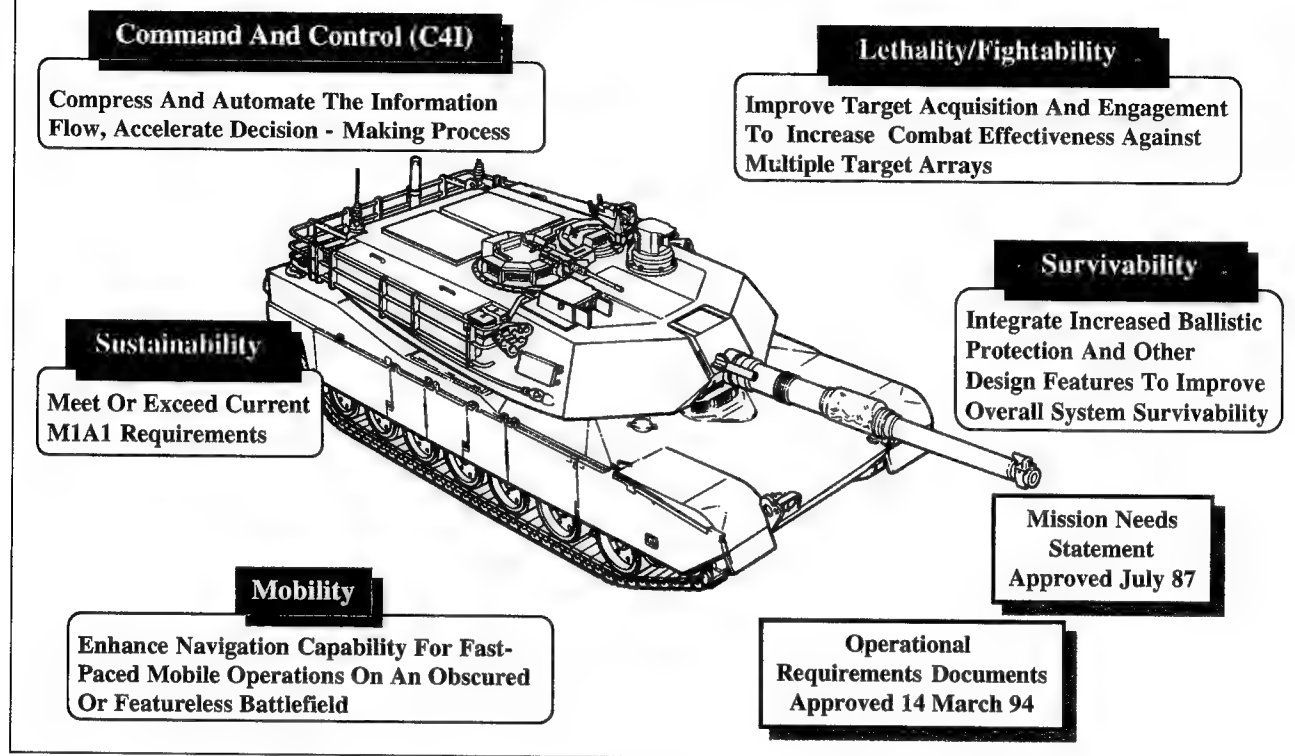 Command And Control (C4I)
Compress And Automate The Information
Flow, Accelerate Decision - Making Process
Lethality/Fightability
Improve Target Acquisition And Engagement
To Increase Combat Effectiveness Against
Multiple Target Arrays
Survivability
Integrate Increased Ballistic
Protection And Other
Design Features To Improve
Overall System Survivability
Sustainability
Meet Or Exceed Current
M1A1 Requirements
Mission Needs
Statement
Approved July 87
Mobility
Enhance Navigation Capability For Fast-
Paced Mobile Operations On An Obscured
Or Featureless Battlefield
Operational
Requirements Documents
Approved 14 March 94